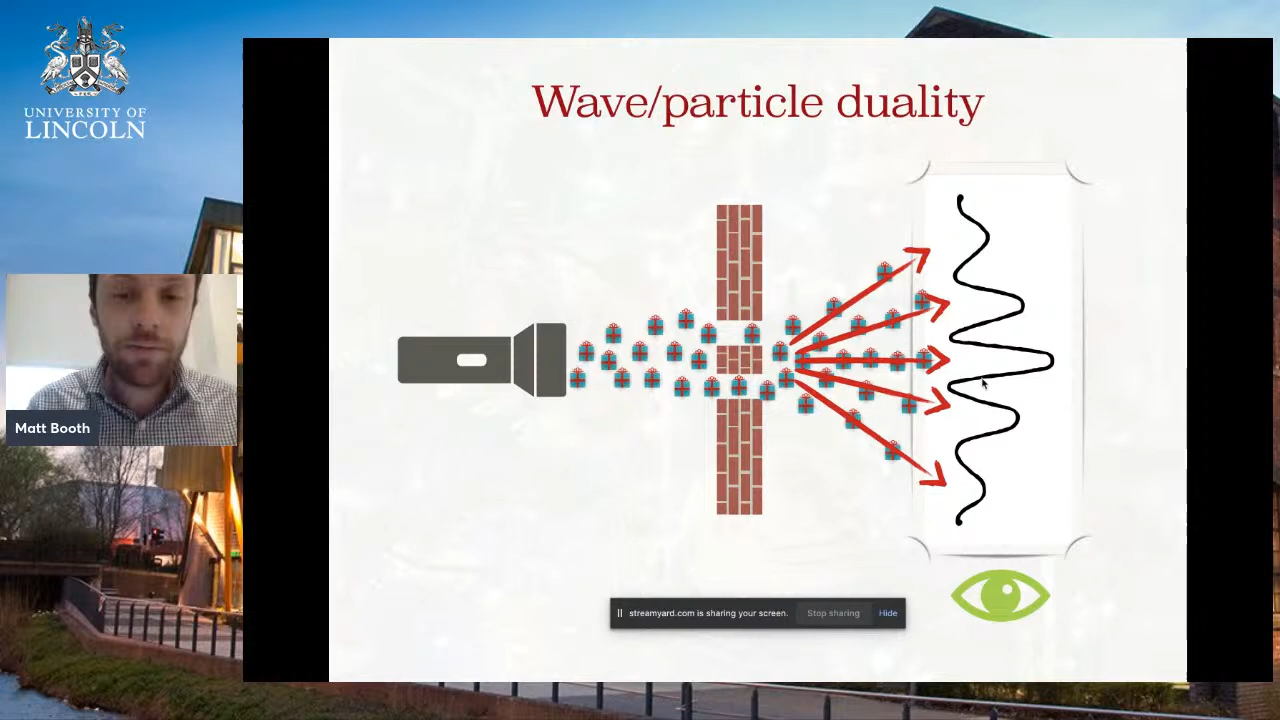 UNIVERSITY OF
LINCOLN
Wave/particle duality
Matt Booth
streamyard.com is sharing your screen. Stop sharing Hide